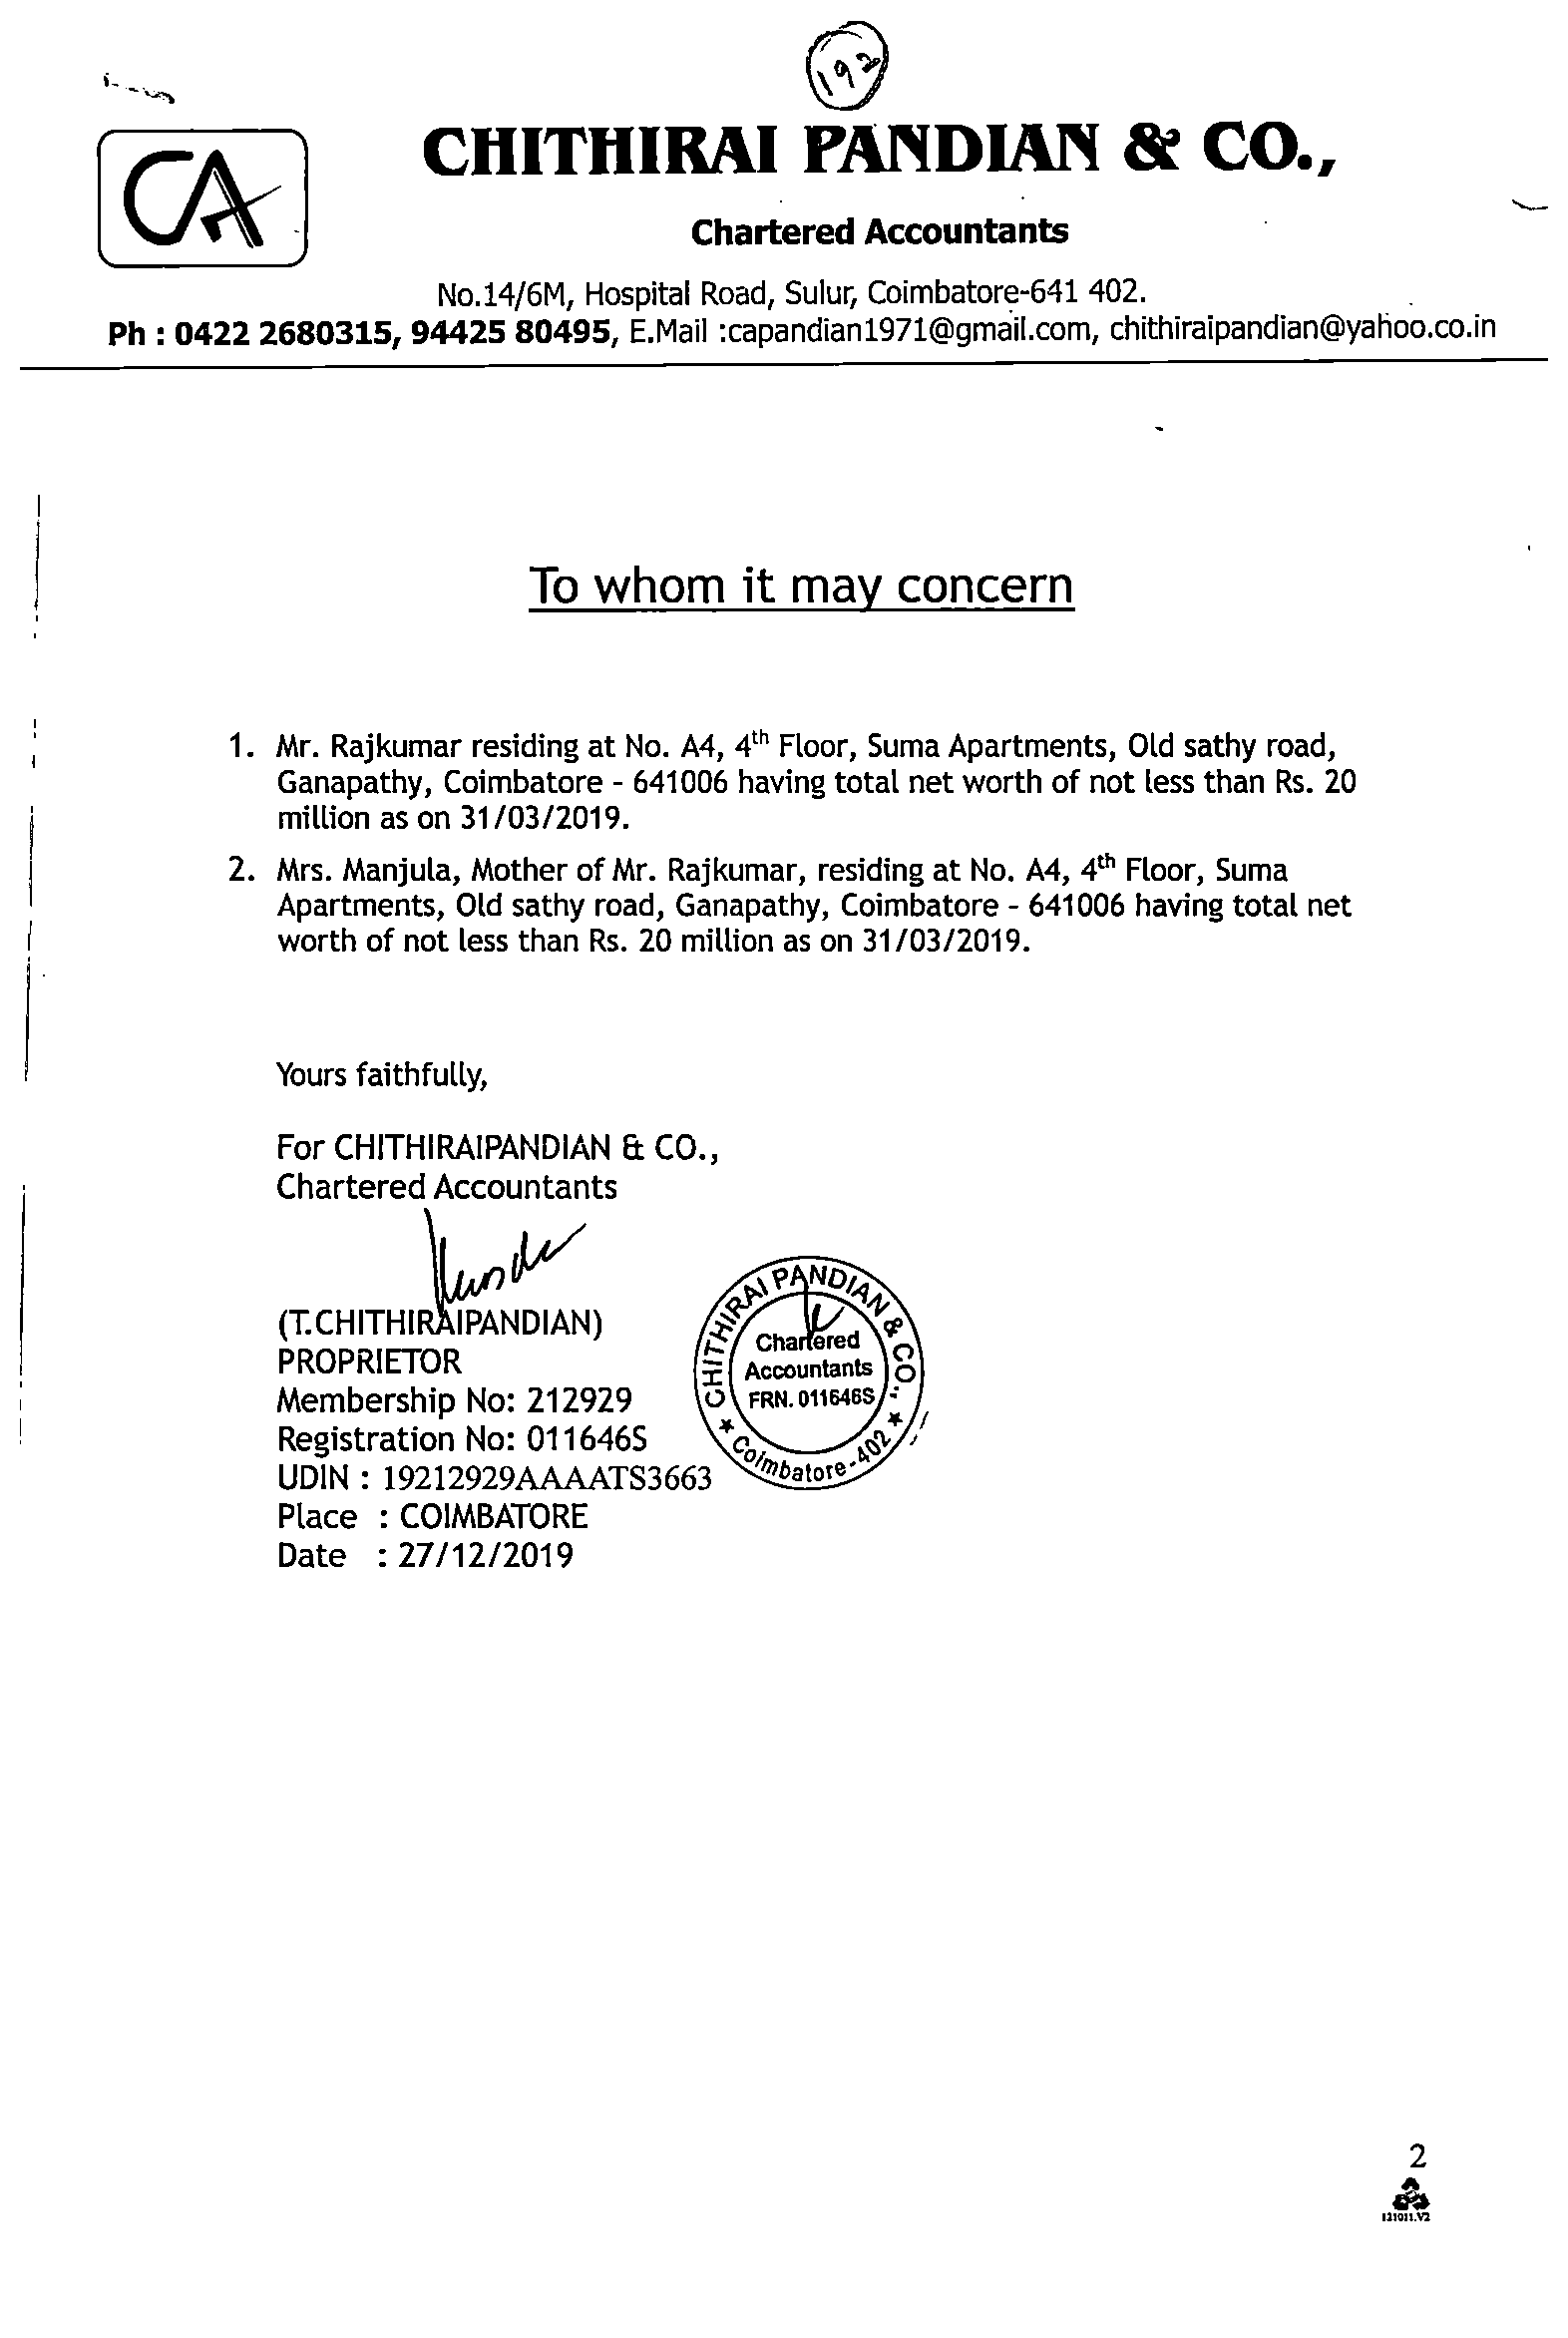 192
CA
CHITHIRAI PANDIAN & CO.,
Chartered Accountants
No.14/6M, Hospital Road, Sulur, Coimbatore-641 402.
Ph : 0422 2680315, 94425 80495, E.Mail :capandian1971@gmail.com, chithiraipandian@yahoo.co.in
To whom it may concern
1. Mr. Rajkumar residing at No. A4, 4th Floor, Suma Apartments, Old sathy road,
Ganapathy, Coimbatore - 641006 having total net worth of not less than Rs. 20
million as on 31/03/2019.
2. Mrs. Manjula, Mother of Mr. Rajkumar, residing at No. A4, 4th Floor, Suma
Apartments, Old sathy road, Ganapathy, Coimbatore - 641006 having total net
worth of not less than Rs. 20 million as on 31/03/2019.
Yours faithfully,
For CHITHIRAIPANDIAN & CO.,
Chartered Accountants
(T.CHITHIRAIPANDIAN)
PROPRIETOR
Membership No: 212929
Registration No: 011646S
UDIN : 19212929AAAATS3663
Place : COIMBATORE
Date : 27/12/2019
CHITHIRAI PANDIAN & CO.,
Chartered
Accountants
FRN. 011646S
★ Coimbatore-402 ★
2
121011.V2